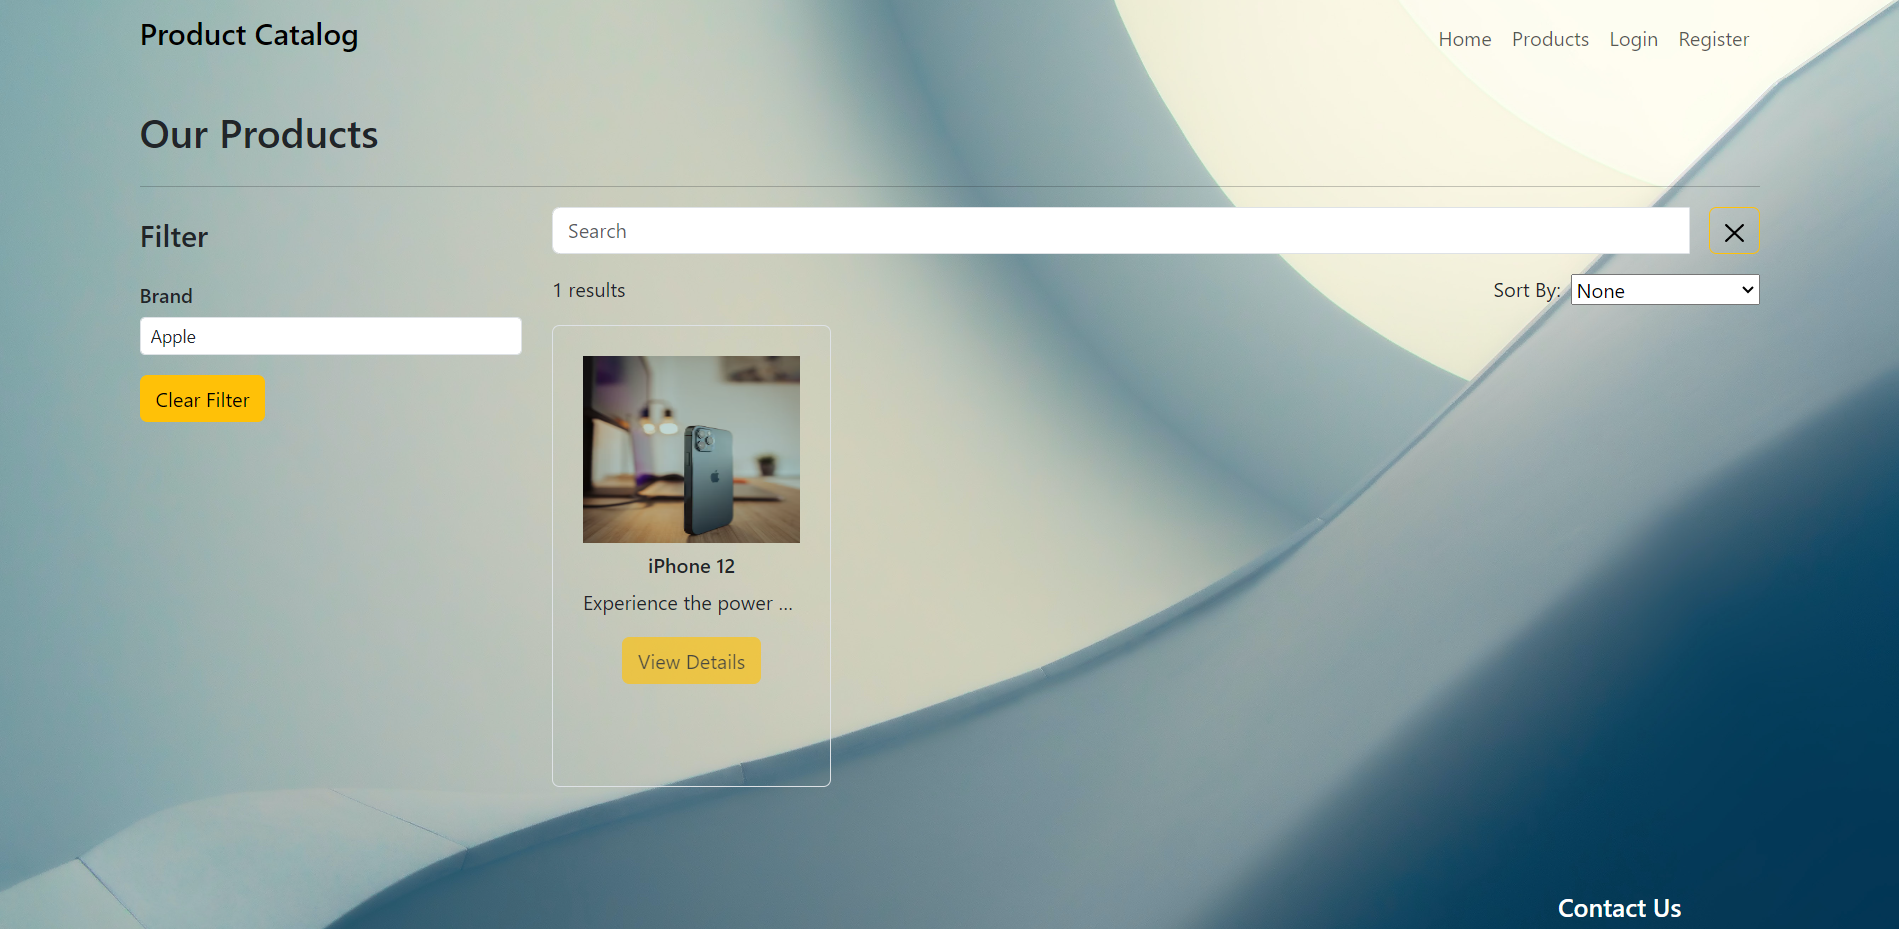 Product Catalog
Home Products Login Register
Our Products
Filter
Search
Brand
1 results
Sort By: None
Apple
Clear Filter
iPhone 12
Experience the power ...
View Details
Contact Us